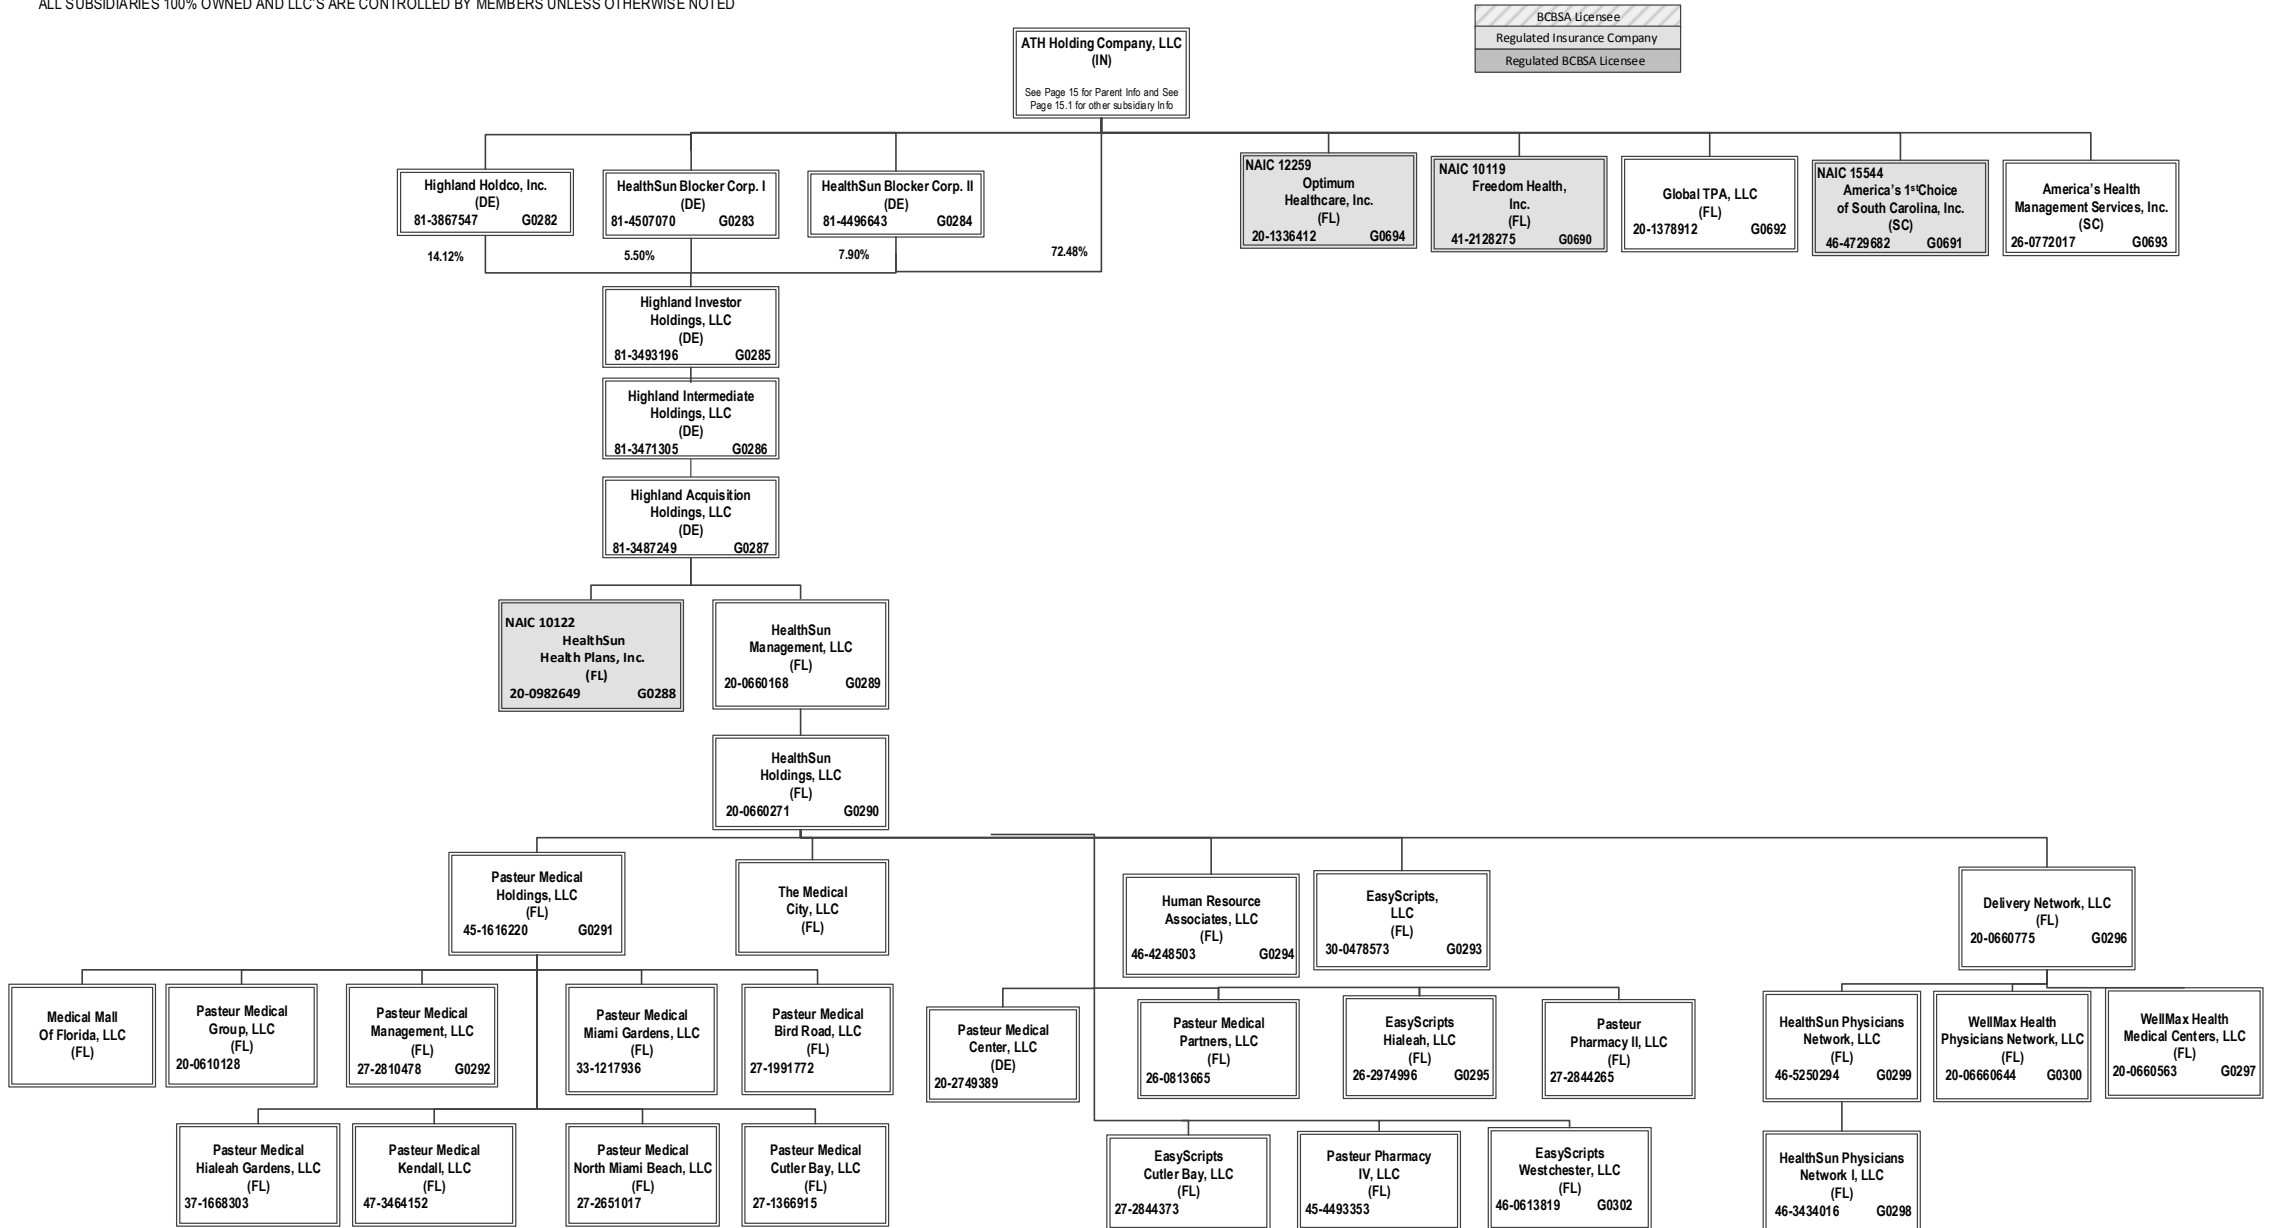 ALL SUBSIDIARIES 100% OWNED AND LLC'S ARE CONTROLLED BY MEMBERS UNLESS OTHERWISE NOTED
BCBSA Licensee
Regulated Insurance Company
Regulated BCBSA Licensee
ATH Holding Company, LLC
(IN)
See Page 15 for Parent Info and See
Page 15.1 for other subsidiary Info
Highland Holdco, Inc.
(DE)
81-3867547 G0282
HealthSun Blocker Corp. I
(DE)
81-4507070 G0283
HealthSun Blocker Corp. II
(DE)
81-4496643 G0284
NAIC 12259
Optimum
Healthcare, Inc.
(FL)
20-1336412 G0694
NAIC 10119
Freedom Health,
Inc.
(FL)
41-2128275 G0690
Global TPA, LLC
(FL)
20-1378912 G0692
NAIC 15544
America's 1stChoice
of South Carolina, Inc.
(SC)
46-4729682 G0691
America's Health
Management Services, Inc.
(SC)
26-0772017 G0693
14.12%
5.50%
7.90%
72.48%
Highland Investor
Holdings, LLC
(DE)
81-3493196 G0285
Highland Intermediate
Holdings, LLC
(DE)
81-3471305 G0286
Highland Acquisition
Holdings, LLC
(DE)
81-3487249 G0287
NAIC 10122
HealthSun
Health Plans, Inc.
(FL)
20-0982649 G0288
HealthSun
Management, LLC
(FL)
20-0660168 G0289
HealthSun
Holdings, LLC
(FL)
20-0660271 G0290
Pasteur Medical
Holdings, LLC
(FL)
45-1616220 G0291
The Medical
City, LLC
(FL)
Human Resource
Associates, LLC
(FL)
46-4248503 G0294
EasyScripts,
LLC
(FL)
30-0478573 G0293
Delivery Network, LLC
(FL)
20-0660775 G0296
Medical Mall
Of Florida, LLC
(FL)
Pasteur Medical
Group, LLC
(FL)
20-0610128
Pasteur Medical
Management, LLC
(FL)
27-2810478 G0292
Pasteur Medical
Miami Gardens, LLC
(FL)
33-1217936
Pasteur Medical
Bird Road, LLC
(FL)
27-1991772
Pasteur Medical
Center, LLC
(DE)
20-2749389
Pasteur Medical
Partners, LLC
(FL)
26-0813665
EasyScripts
Hialeah, LLC
(FL)
26-2974996 G0295
Pasteur
Pharmacy II, LLC
(FL)
27-2844265
HealthSun Physicians
Network, LLC
(FL)
46-5250294 G0299
WellMax Health
Physicians Network, LLC
(FL)
20-06660644 G0300
WellMax Health
Medical Centers, LLC
(FL)
20-0660563 G0297
Pasteur Medical
Hialeah Gardens, LLC
(FL)
37-1668303
Pasteur Medical
Kendall, LLC
(FL)
47-3464152
Pasteur Medical
North Miami Beach, LLC
(FL)
27-2651017
Pasteur Medical
Cutler Bay, LLC
(FL)
27-1366915
EasyScripts
Cutler Bay, LLC
(FL)
27-2844373
Pasteur Pharmacy
IV, LLC
(FL)
45-4493353
EasyScripts
Westchester, LLC
(FL)
46-0613819 G0302
HealthSun Physicians
Network I, LLC
(FL)
46-3434016 G0298